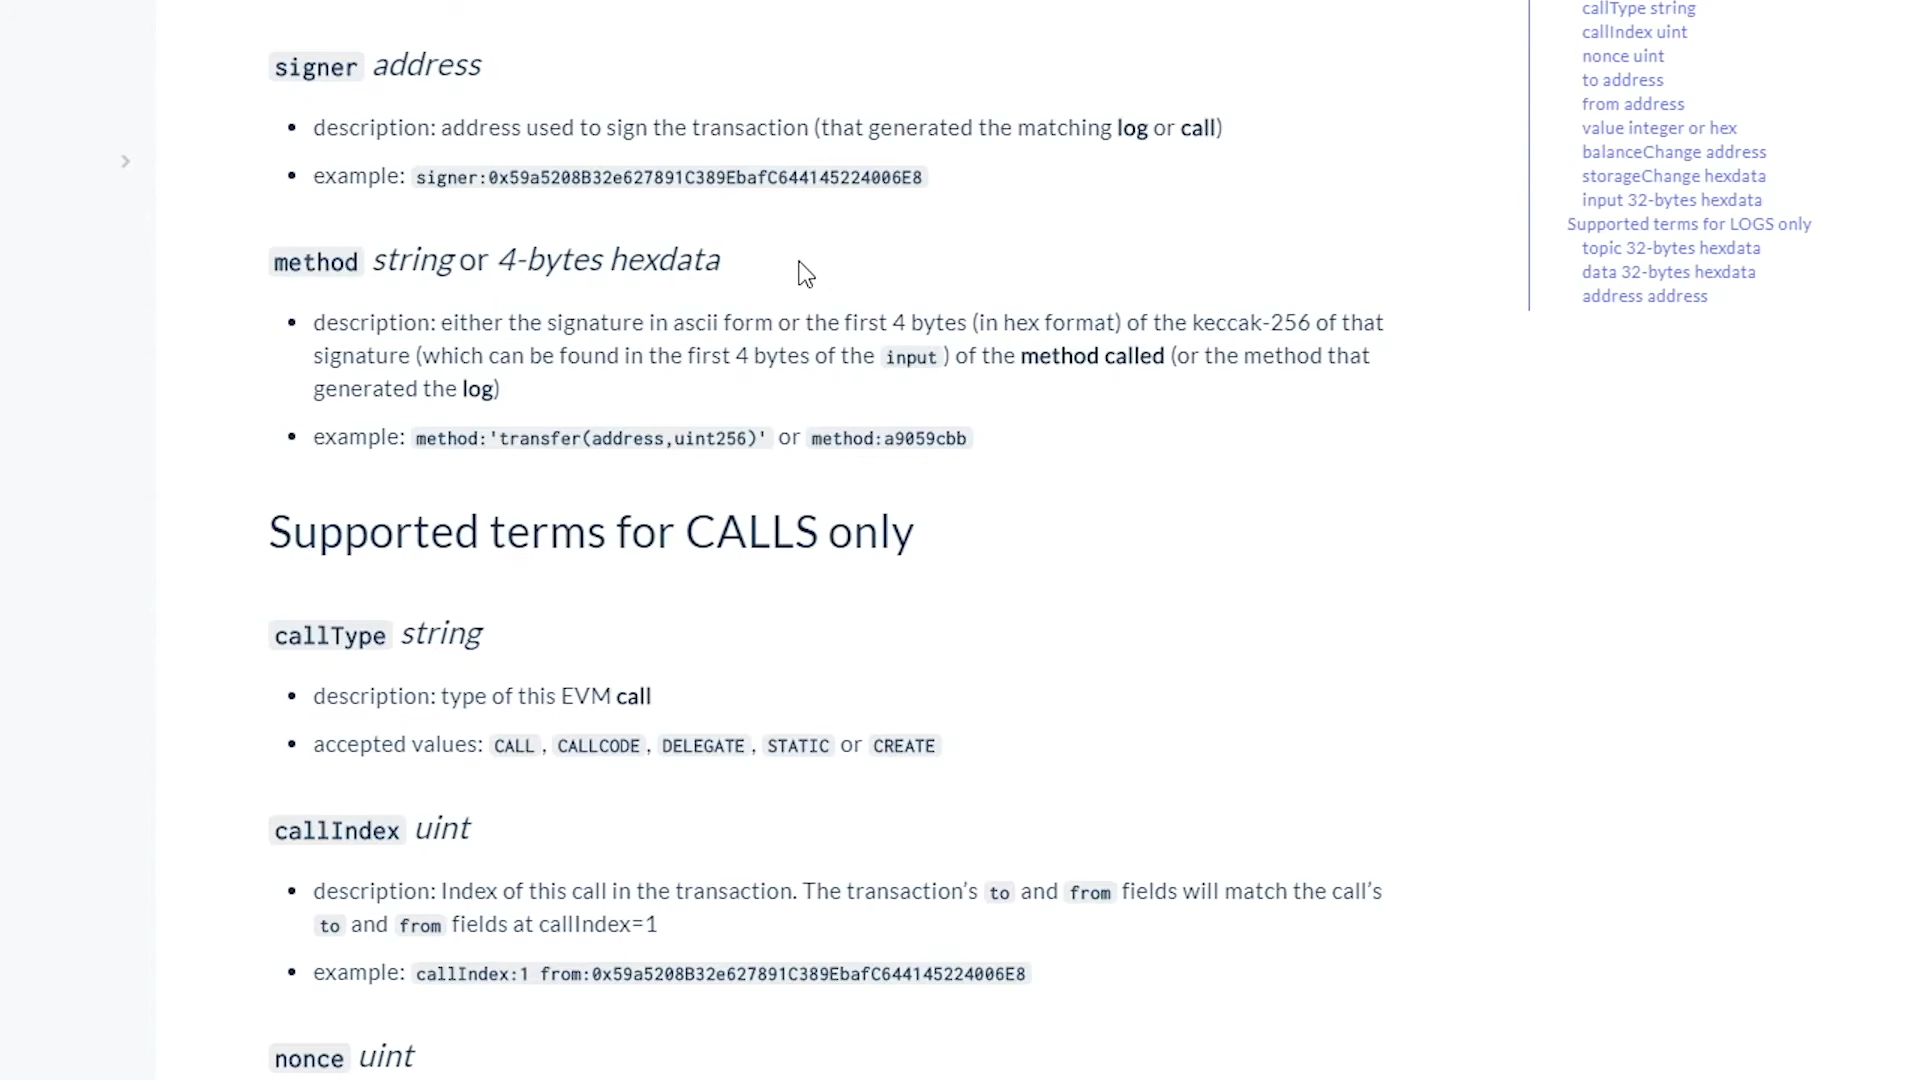 signer address
• description: address used to sign the transaction (that generated the matching log or call)
• example: signer:0x59a5208B32e627891C389EbafC644145224006E8
method string or 4-bytes hexdata
• description: either the signature in ascii form or the first 4 bytes (in hex format) of the keccak-256 of that
signature (which can be found in the first 4 bytes of the input) of the method called (or the method that
generated the log)
• example: method:'transfer(address,uint256)' or method:a9059cbb
Supported terms for CALLS only
callType string
• description: type of this EVM call
• accepted values: CALL, CALLCODE, DELEGATE, STATIC or CREATE
callIndex uint
• description: Index of this call in the transaction. The transaction’s to and from fields will match the call’s
to and from fields at callIndex=1
• example: callIndex:1 from:0x59a5208B32e627891C389EbafC644145224006E8
nonce uint
callType string
callIndex uint
nonce uint
to address
from address
value integer or hex
balanceChange address
storageChange hexdata
input 32-bytes hexdata
Supported terms for LOGS only
topic 32-bytes hexdata
data 32-bytes hexdata
address address